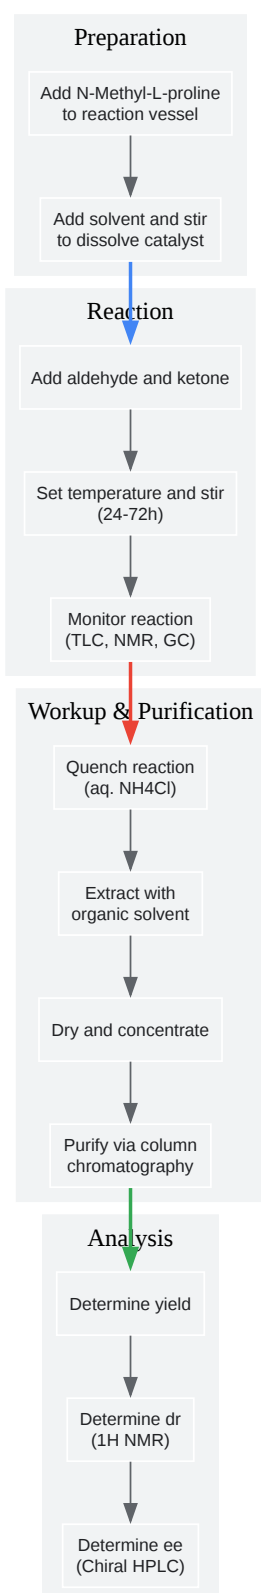 Preparation
Add N-Methyl-L-proline
to reaction vessel
Add solvent and stir
to dissolve catalyst
Reaction
Add aldehyde and ketone
Set temperature and stir
(24-72h)
Monitor reaction
(TLC, NMR, GC)
Workup & Purification
Quench reaction
(aq. NH4Cl)
Extract with
organic solvent
Dry and concentrate
Purify via column
chromatography
Analysis
Determine yield
Determine dr
(1H NMR)
Determine ee
(Chiral HPLC)